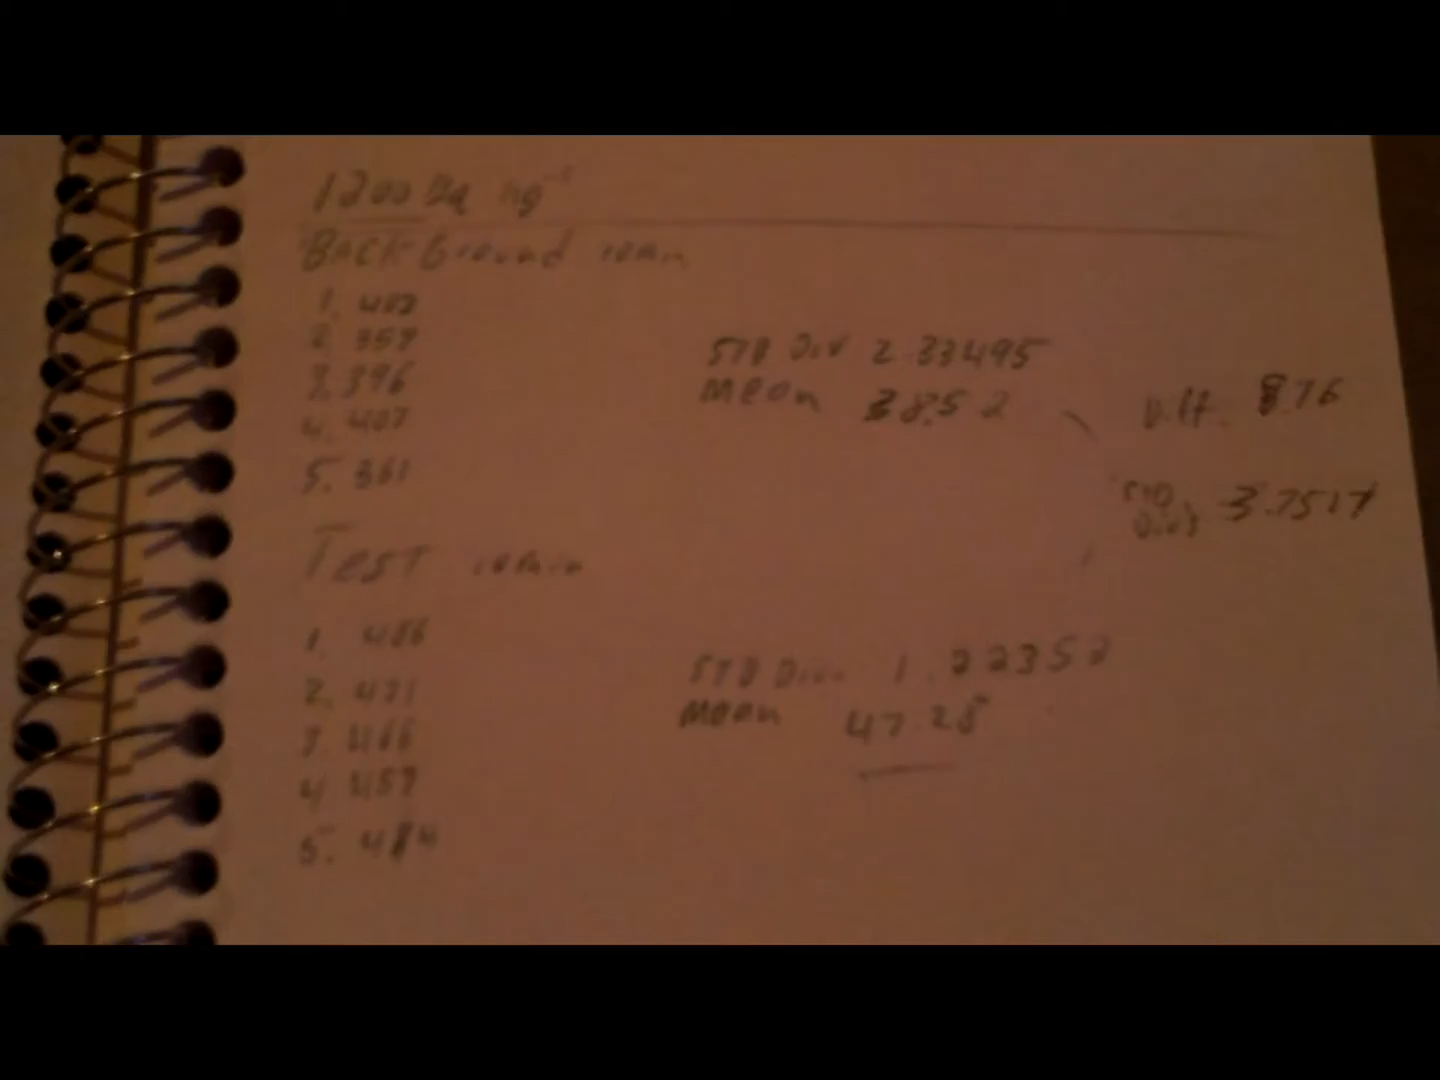 1200 Bq kg⁻¹
BACK Ground 10min
1. 402
2. 359
3. 396
4. 407
5. 361
STD Div 2.33495
Mean 38.52
Diff. 8.76
STD
Div's 3.7517
Test 10min
1. 486
2. 471
3. 466
4. 457
5. 484
STD Div. 1.22352
Mean 47.28